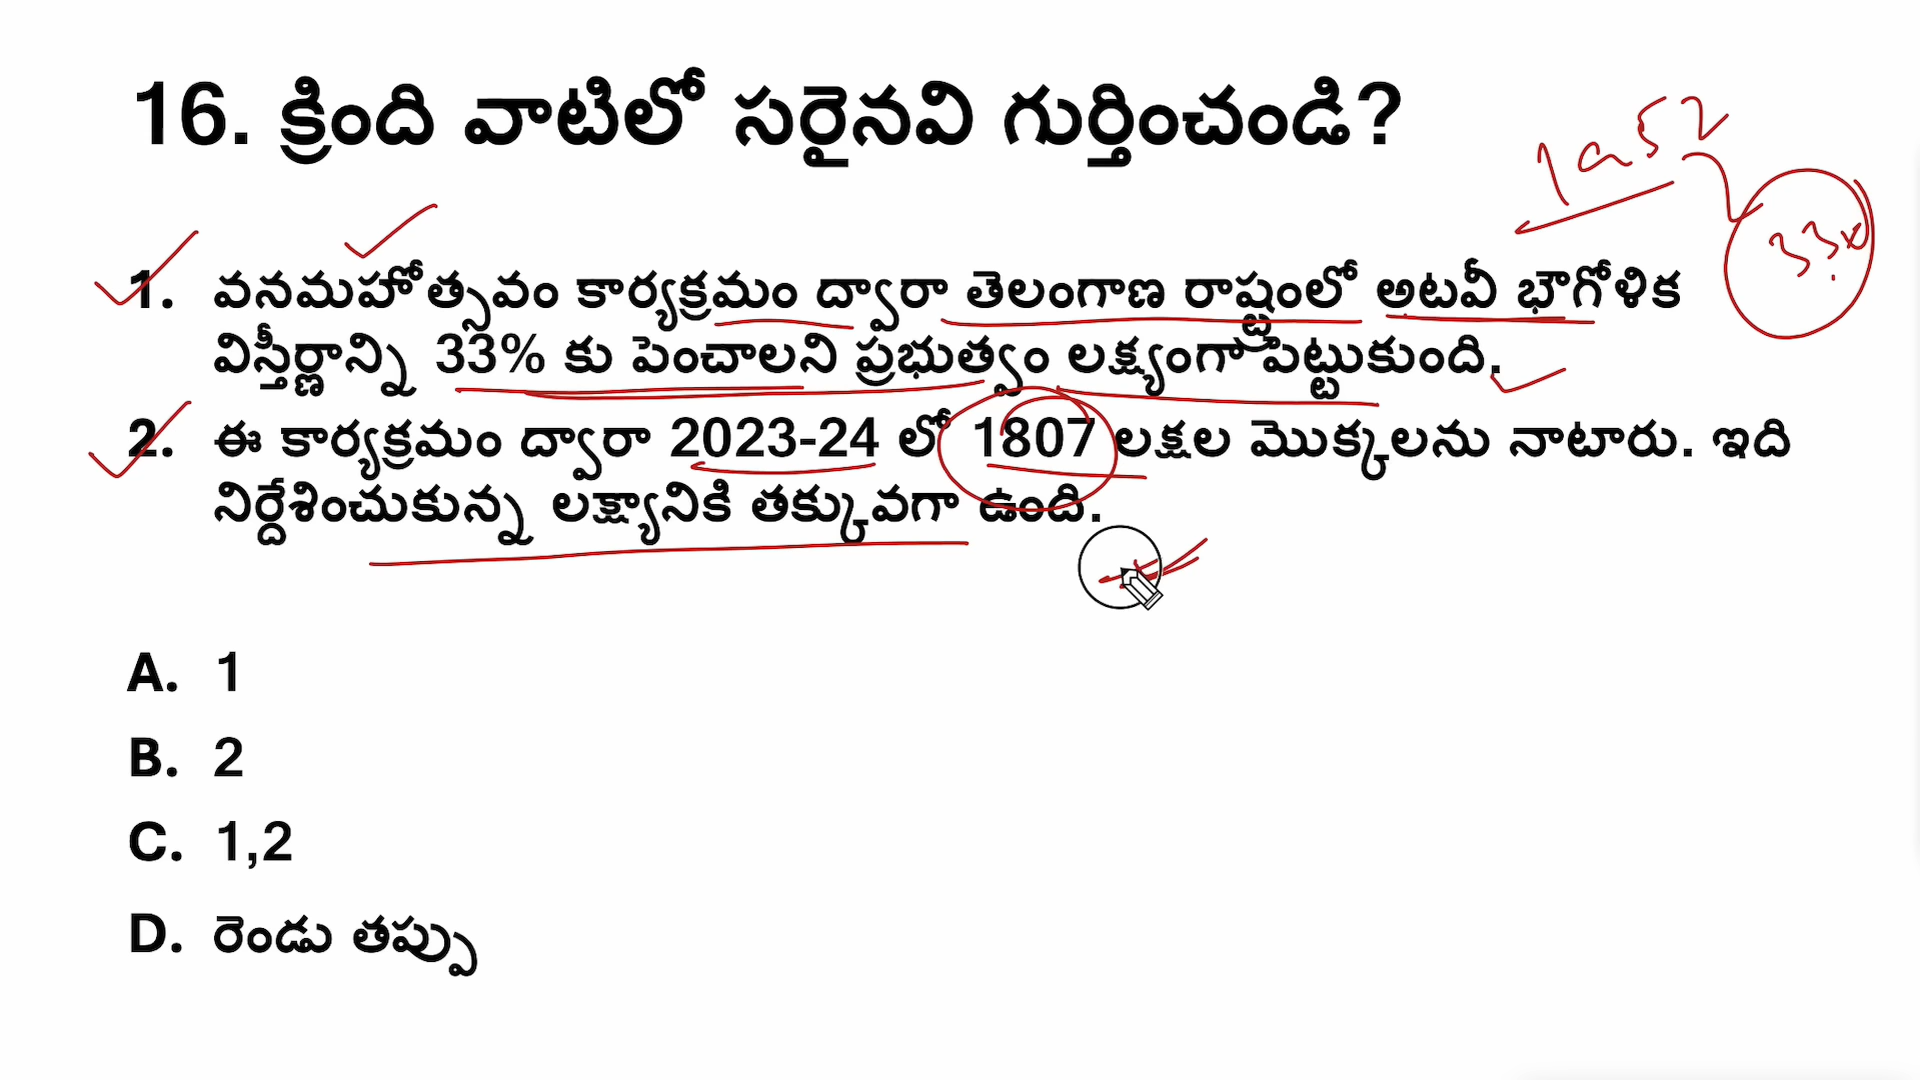 16. క్రింది వాటిలో సరైనవి గుర్తించండి?
1952
33%
1. వనమహోత్సవం కార్యక్రమం ద్వారా తెలంగాణ రాష్ట్రంలో అటవీ భౌగోళిక
విస్తీర్ణాన్ని 33% కు పెంచాలని ప్రభుత్వం లక్ష్యంగా పెట్టుకుంది.
2. ఈ కార్యక్రమం ద్వారా 2023-24 లో 1807 లక్షల మొక్కలను నాటారు. ఇది
నిర్దేశించుకున్న లక్ష్యానికి తక్కువగా ఉంది.
A. 1
B. 2
C. 1,2
D. రెండు తప్పు